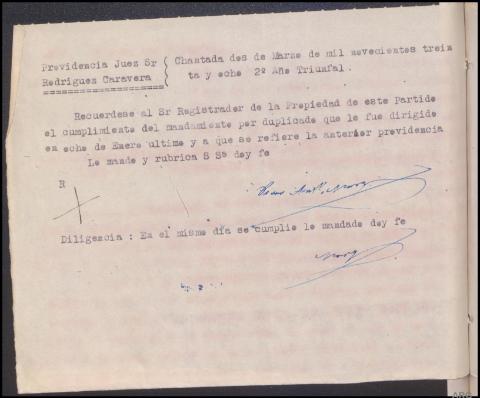 Providencia Juez Sr
Rodriguez Caravera
Chantada dos de Marzo de mil novecientos trein
ta y ocho 2º Año Triunfal.
Recuerdese al Sr Registrador de la Propiedad de este Partido
el cumplimiento del mandamiento por duplicado que le fue dirigido
en ocho de Enero ultimo y a que se refiere la anterior providencia
Lo mando y rubrica S Sª doy fe
R
Diligencia : En el mismo dia se cumplio lo mandado doy fe